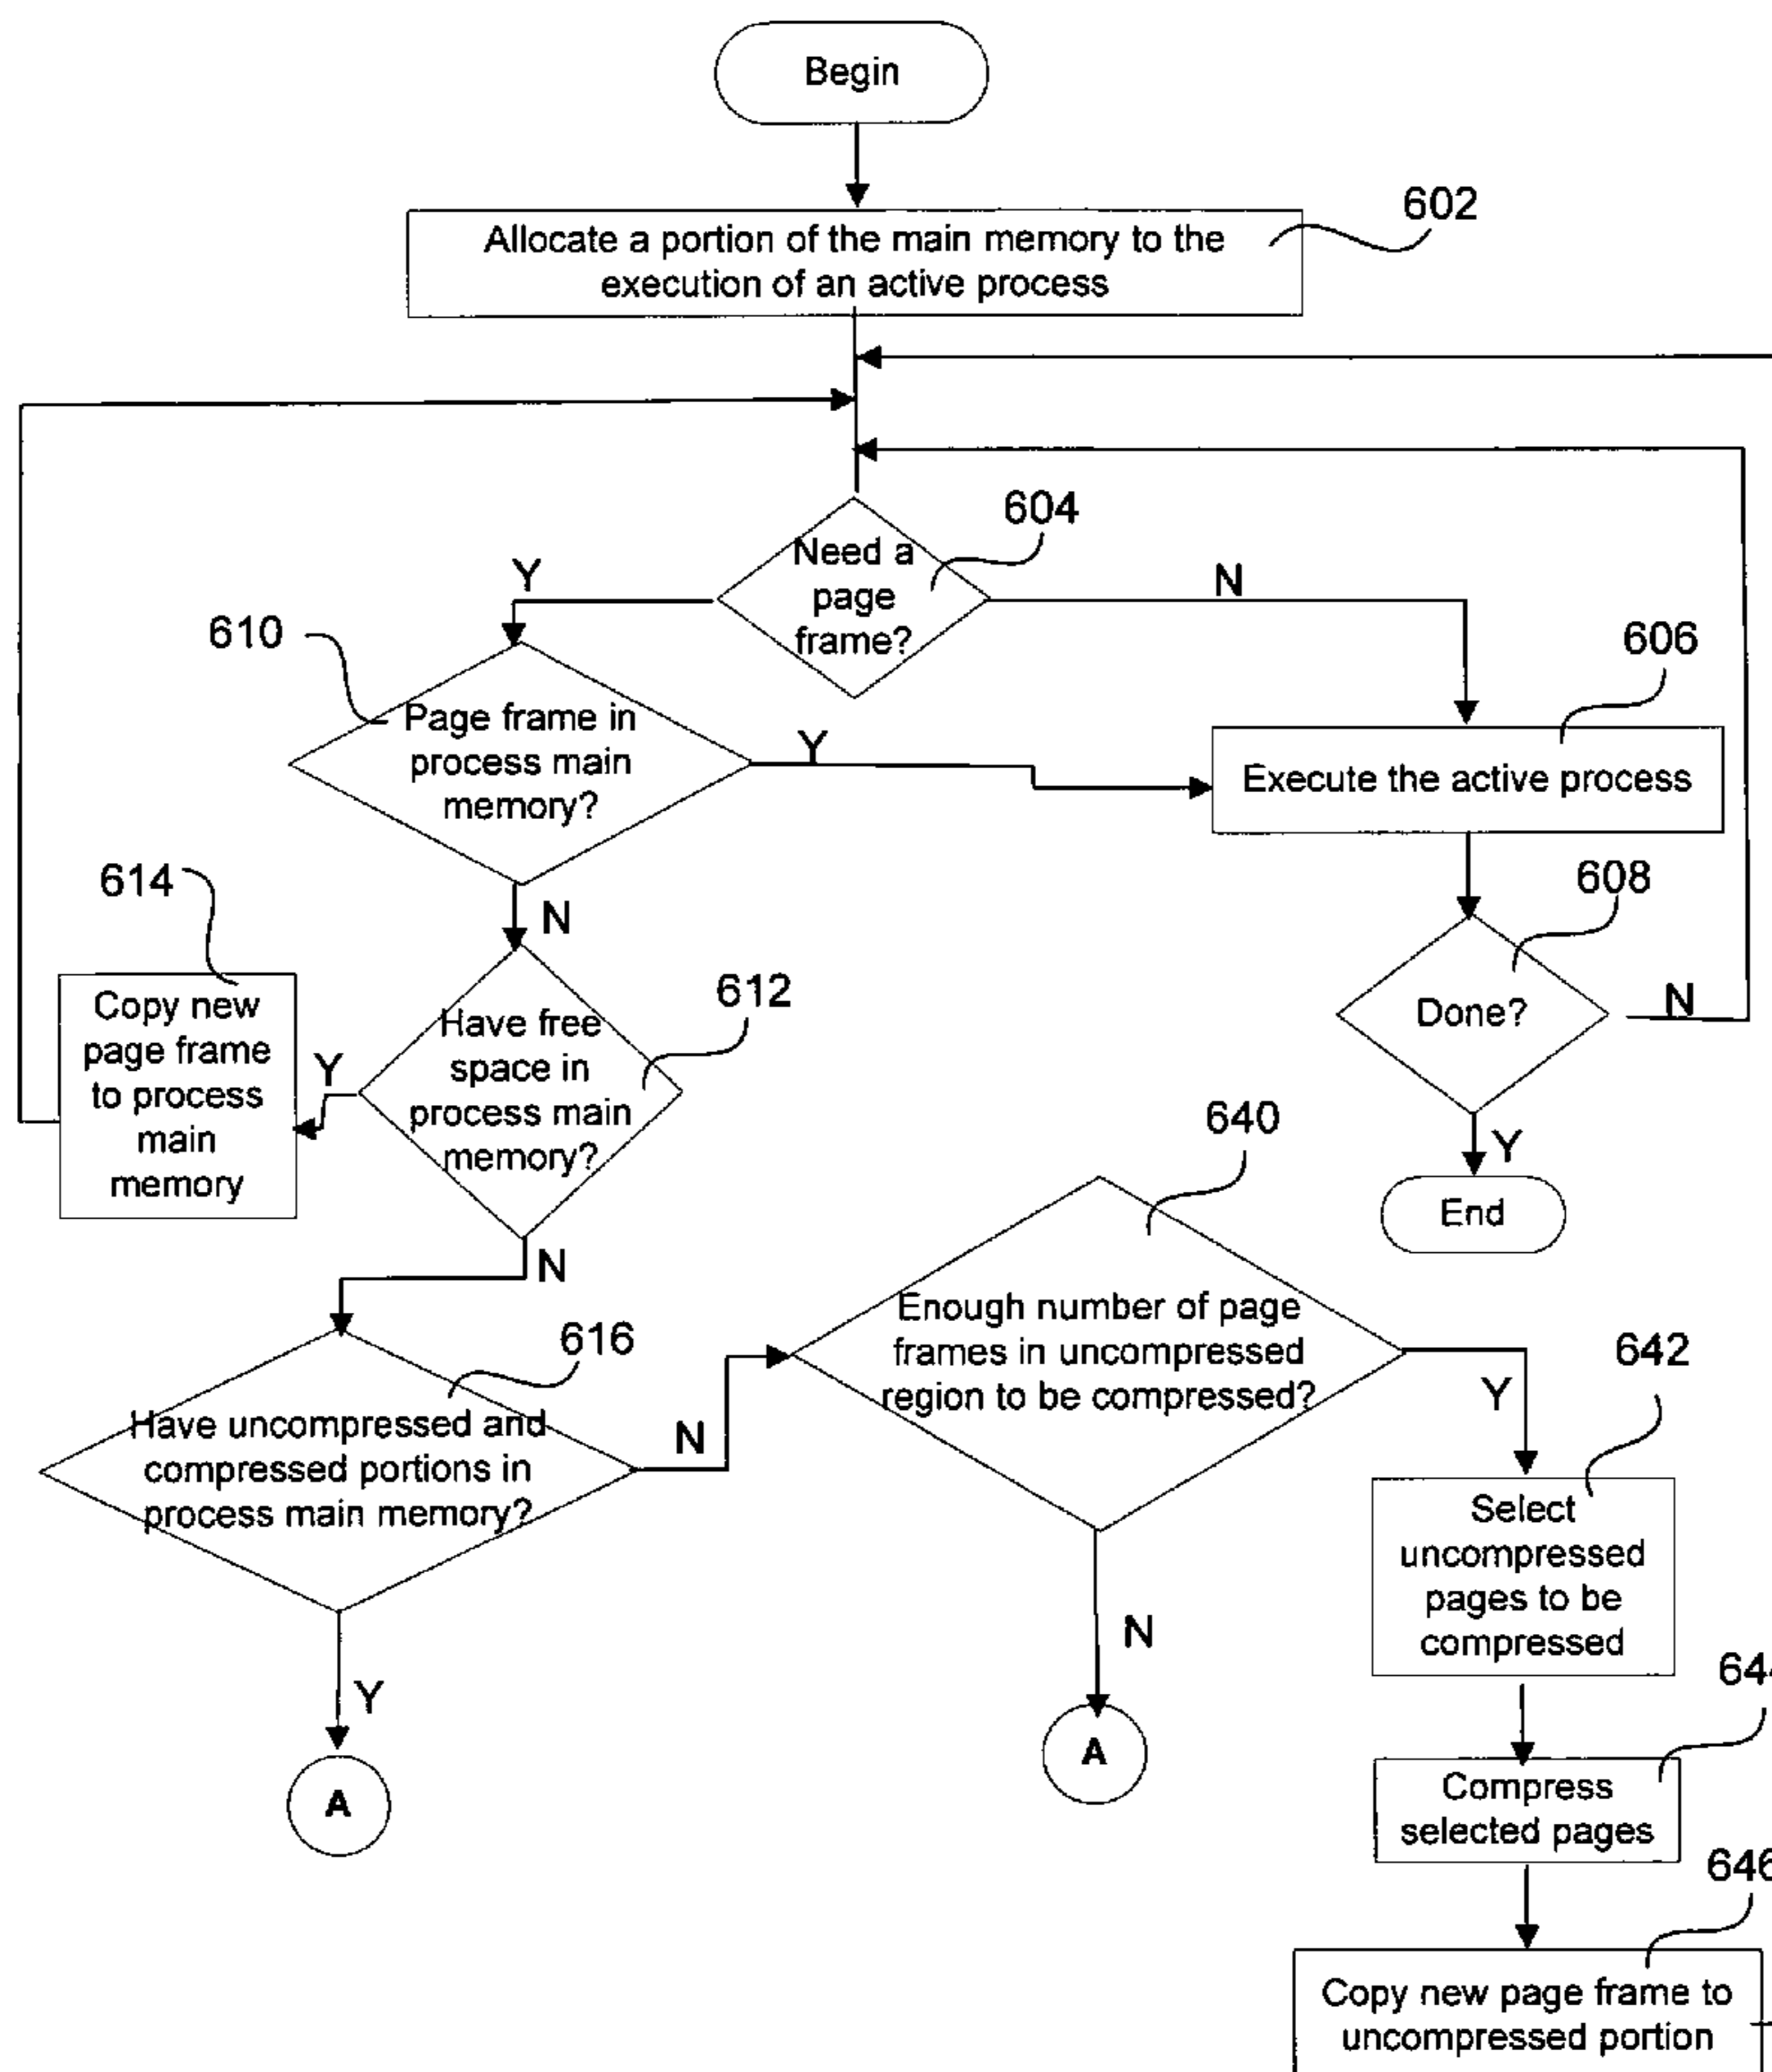 Begin
602
Allocate a portion of the main memory to the
execution of an active process
604
Need a
page
frame?
Y
N
610
Page frame in
process main
memory?
Y
606
Execute the active process
N
608
Done?
N
Y
End
614
Copy new
page frame
to process
main
memory
Y
612
Have free
space in
process main
memory?
N
616
Have uncompressed and
compressed portions in
process main memory?
N
Y
A
640
Enough number of page
frames in uncompressed
region to be compressed?
Y
N
A
642
Select
uncompressed
pages to be
compressed
644
Compress
selected pages
646
Copy new page frame to
uncompressed portion